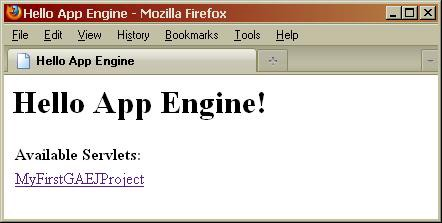 Hello App Engine - Mozilla Firefox
File Edit View History Bookmarks Tools Help
Hello App Engine
Hello App Engine!
Available Servlets:
MyFirstGAEJProject